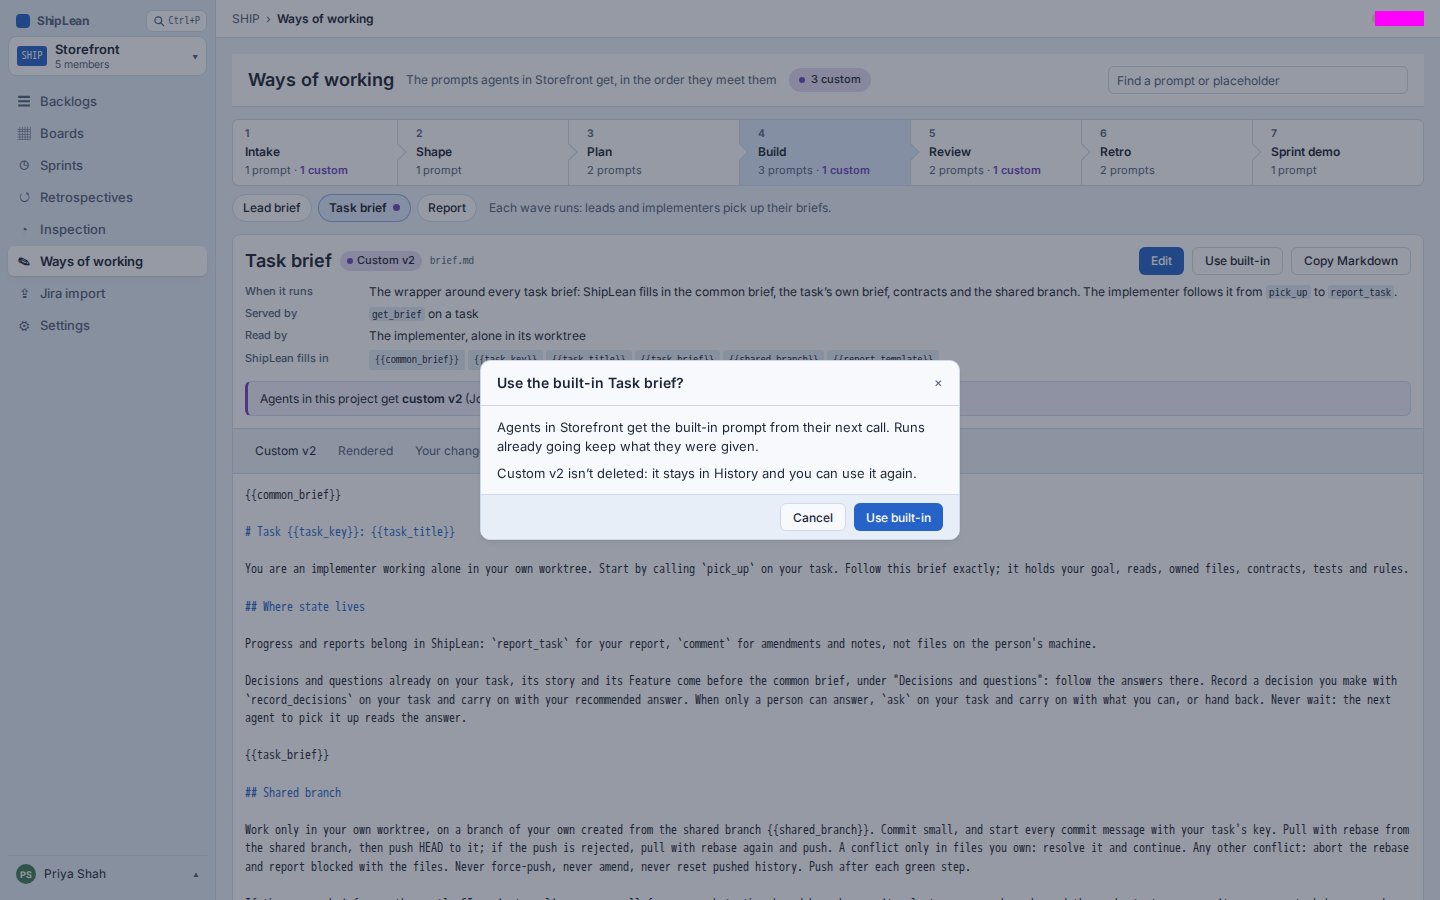 ShipLean
Ctrl+P
SHIP › Ways of working
SHIP
Storefront
5 members
Backlogs
Boards
Sprints
Retrospectives
Inspection
Ways of working
Jira import
Settings
PS
Priya Shah
Ways of working
The prompts agents in Storefront get, in the order they meet them
3 custom
Find a prompt or placeholder
1
Intake
1 prompt · 1 custom
2
Shape
1 prompt
3
Plan
2 prompts
4
Build
3 prompts · 1 custom
5
Review
2 prompts · 1 custom
6
Retro
2 prompts
7
Sprint demo
1 prompt
Lead brief
Task brief
Report
Each wave runs: leads and implementers pick up their briefs.
Task brief
Custom v2
brief.md
Edit
Use built-in
Copy Markdown
When it runs
The wrapper around every task brief: ShipLean fills in the common brief, the task's own brief, contracts and the shared branch. The implementer follows it from pick_up to report_task.
Served by
get_brief on a task
Read by
The implementer, alone in its worktree
ShipLean fills in
{{common_brief}} {{task_key}} {{task_title}} {{task_brief}} {{shared_branch}} {{report_template}}
Agents in this project get custom v2
Custom v2
Rendered
Your
Use the built-in Task brief?
×
Agents in Storefront get the built-in prompt from their next call. Runs
already going keep what they were given.
Custom v2 isn't deleted: it stays in History and you can use it again.
Cancel
Use built-in
{{common_brief}}
# Task {{task_key}}: {{task_title}}
You are an implementer working alone in your own worktree. Start by calling `pick_up` on your task. Follow this brief exactly; it holds your goal, reads, owned files, contracts, tests and rules.
## Where state lives
Progress and reports belong in ShipLean: `report_task` for your report, `comment` for amendments and notes, not files on the person's machine.
Decisions and questions already on your task, its story and its Feature come before the common brief, under "Decisions and questions": follow the answers there. Record a decision you make with
`record_decisions` on your task and carry on with your recommended answer. When only a person can answer, `ask` on your task and carry on with what you can, or hand back. Never wait: the next
agent to pick it up reads the answer.
{{task_brief}}
## Shared branch
Work only in your own worktree, on a branch of your own created from the shared branch {{shared_branch}}. Commit small, and start every commit message with your task's key. Pull with rebase from
the shared branch, then push HEAD to it; if the push is rejected, pull with rebase again and push. A conflict only in files you own: resolve it and continue. Any other conflict: abort the rebase
and report blocked with the files. Never force-push, never amend, never reset pushed history. Push after each green step.